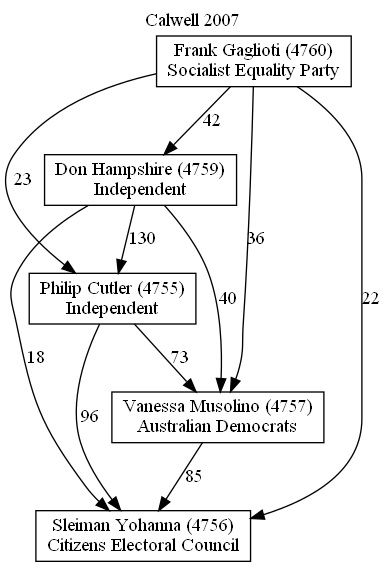 Calwell 2007
Frank Gaglioti (4760)
Socialist Equality Party
42
Don Hampshire (4759)
Independent
23
130
36
Philip Cutler (4755)
Independent
40
22
18
73
96
Vanessa Musolino (4757)
Australian Democrats
85
Sleiman Yohanna (4756)
Citizens Electoral Council